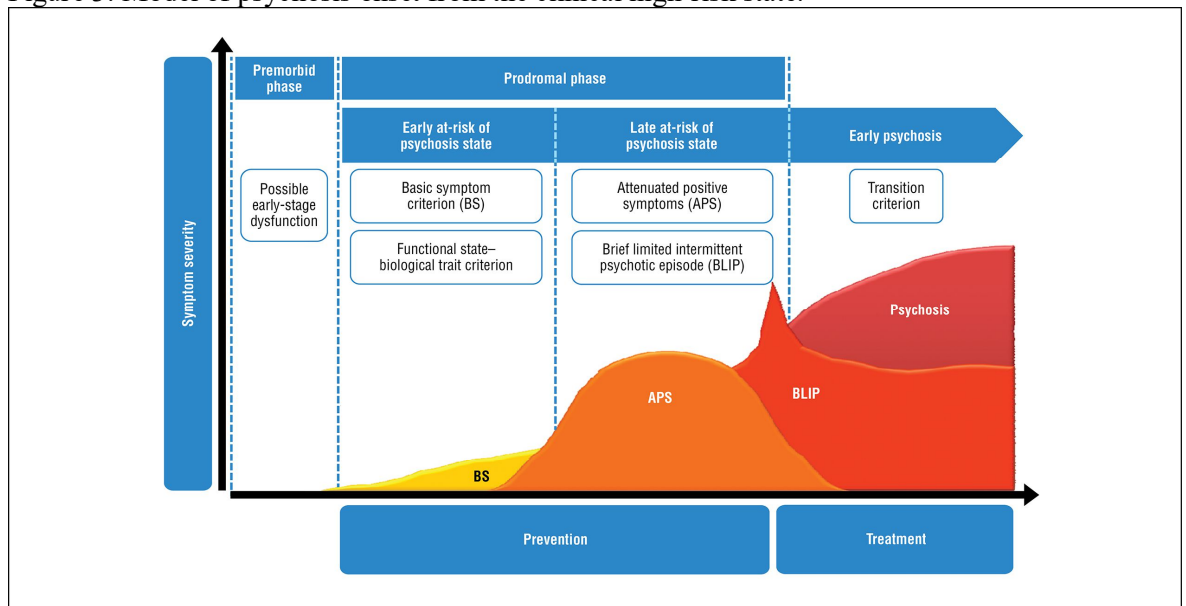 Figure 3. Model of psychosis onset from the clinical high-risk state.
Premorbid
phase
Prodromal phase
Early at-risk of
psychosis state
Late at-risk of
psychosis state
Early psychosis
Possible
early-stage
dysfunction
Basic symptom
criterion (BS)
Attenuated positive
symptoms (APS)
Transition
criterion
Functional state–
biological trait criterion
Brief limited intermittent
psychotic episode (BLIP)
Symptom severity
Psychosis
APS
BLIP
BS
Prevention
Treatment